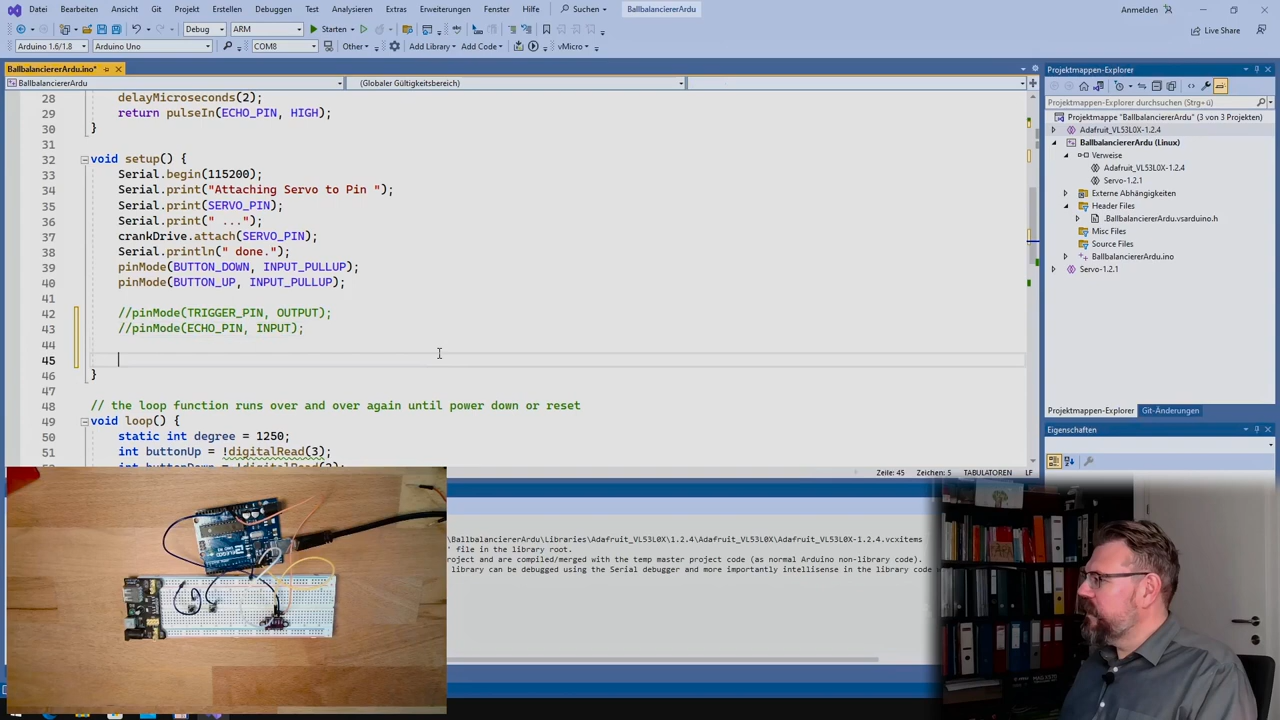 Datei Bearbeiten Ansicht Git Projekt Erstellen Debuggen Test Analysieren Extras Erweiterungen Fenster Hilfe Suchen BallbalanciererArdu Anmelden
Debug ARM Starten Live Share
Arduino 1.6/1.8 Arduino Uno COM8 Other Add Library Add Code vMicro
BallbalanciererArdu.ino*
BallbalanciererArdu (Globaler Gültigkeitsbereich)
28 delayMicroseconds(2);
29 return pulseIn(ECHO_PIN, HIGH);
30 }
31
32 void setup() {
33 Serial.begin(115200);
34 Serial.print("Attaching Servo to Pin ");
35 Serial.print(SERVO_PIN);
36 Serial.print(" ...");
37 crankDrive.attach(SERVO_PIN);
38 Serial.println(" done.");
39 pinMode(BUTTON_DOWN, INPUT_PULLUP);
40 pinMode(BUTTON_UP, INPUT_PULLUP);
41
42 //pinMode(TRIGGER_PIN, OUTPUT);
43 //pinMode(ECHO_PIN, INPUT);
44
45
46 }
47
48 // the loop function runs over and over again until power down or reset
49 void loop() {
50 static int degree = 1250;
51 int buttonUp = !digitalRead(3);
Zeile: 45 Zeichen: 5 TABULATOREN LF
\BallbalanciererArdu\Libraries\Adafruit_VL53L0X\1.2.4\Adafruit_VL53L0X\Adafruit_VL53L0X-1.2.4.vcxitems
' file in the library root.
project and are compiled/merged with the temp master project code (as normal Arduino non-library code).
library can be debugged using the Serial debugger and more importantly intellisense in the library code
Projektmappen-Explorer
Projektmappen-Explorer durchsuchen (Strg+ü)
Projektmappe "BallbalanciererArdu" (3 von 3 Projekten)
Adafruit_VL53L0X-1.2.4
BallbalanciererArdu (Linux)
Verweise
Adafruit_VL53L0X-1.2.4
Servo-1.2.1
Externe Abhängigkeiten
Header Files
.BallbalanciererArdu.vsarduino.h
Misc Files
Source Files
BallbalanciererArdu.ino
Servo-1.2.1
Projektmappen-Explorer Git-Änderungen
Eigenschaften